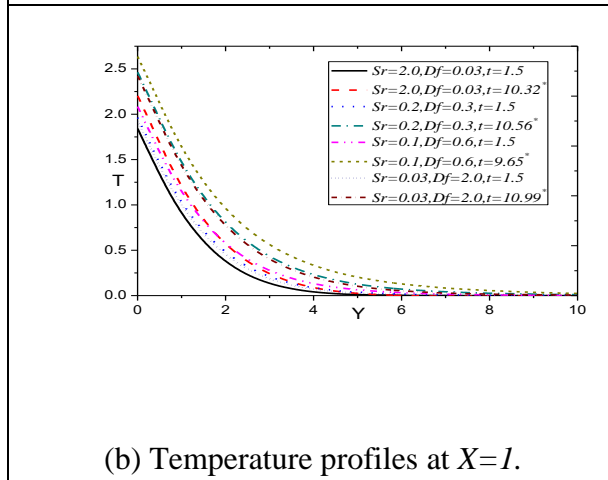 2.5
2.0
1.5
T
1.0
0.5
0.0
0 2 4 6 8 10
Y
Sr=2.0,Df=0.03,t=1.5
Sr=2.0,Df=0.03,t=10.32*
Sr=0.2,Df=0.3,t=1.5
Sr=0.2,Df=0.3,t=10.56*
Sr=0.1,Df=0.6,t=1.5
Sr=0.1,Df=0.6,t=9.65*
Sr=0.03,Df=2.0,t=1.5
Sr=0.03,Df=2.0,t=10.99*
(b) Temperature profiles at X=1.